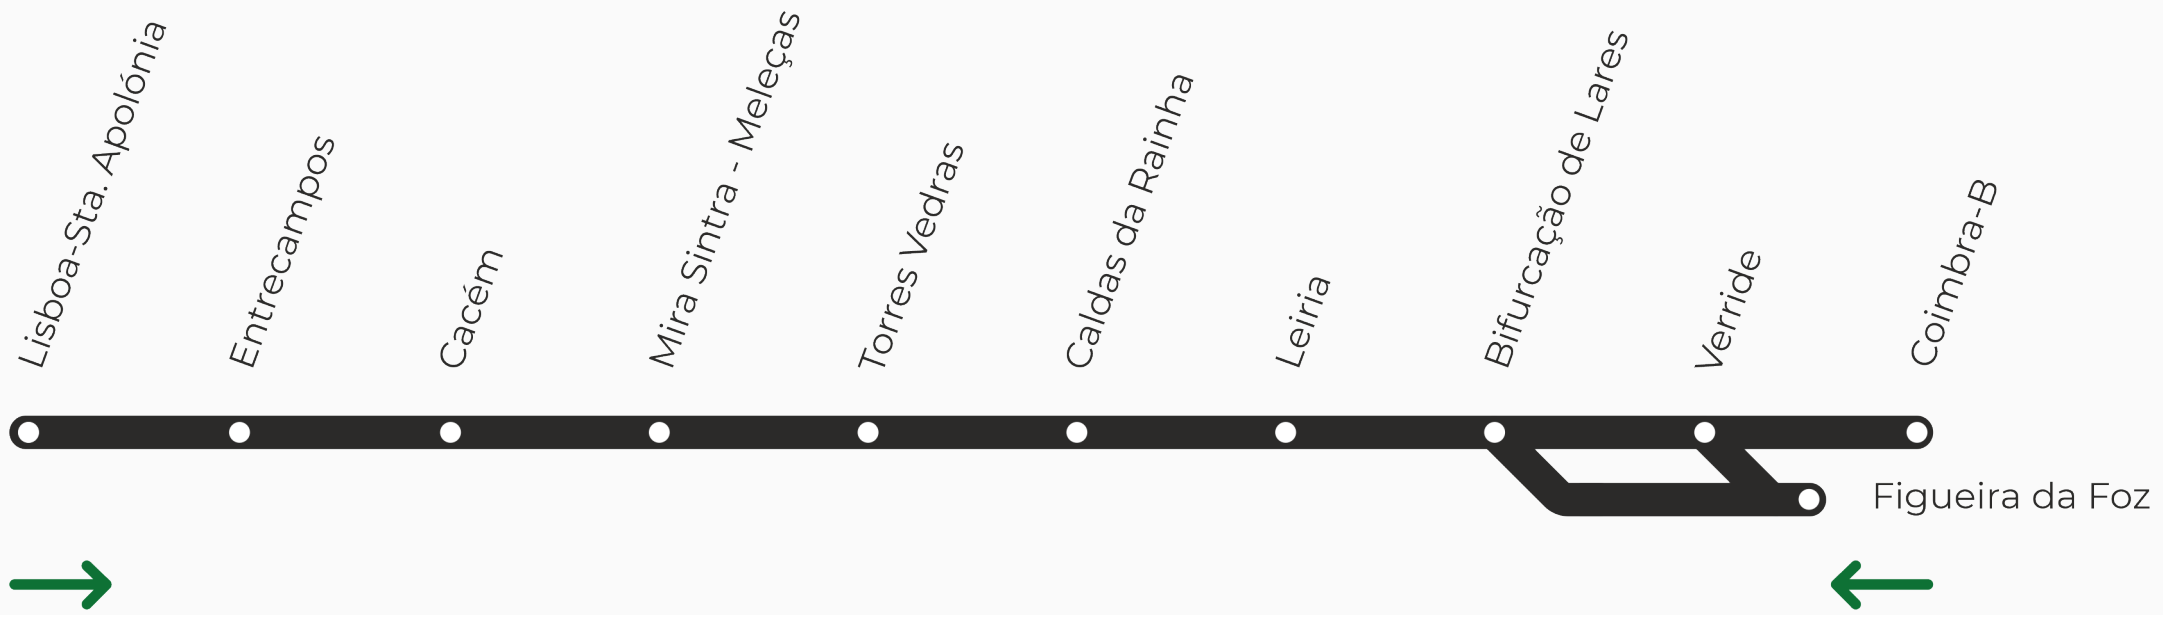 Lisboa-Sta. Apolónia
Entrecampos
Cacém
Mira Sintra - Meleças
Torres Vedras
Caldas da Rainha
Leiria
Bifurcação de Lares
Verride
Coimbra-B
Figueira da Foz